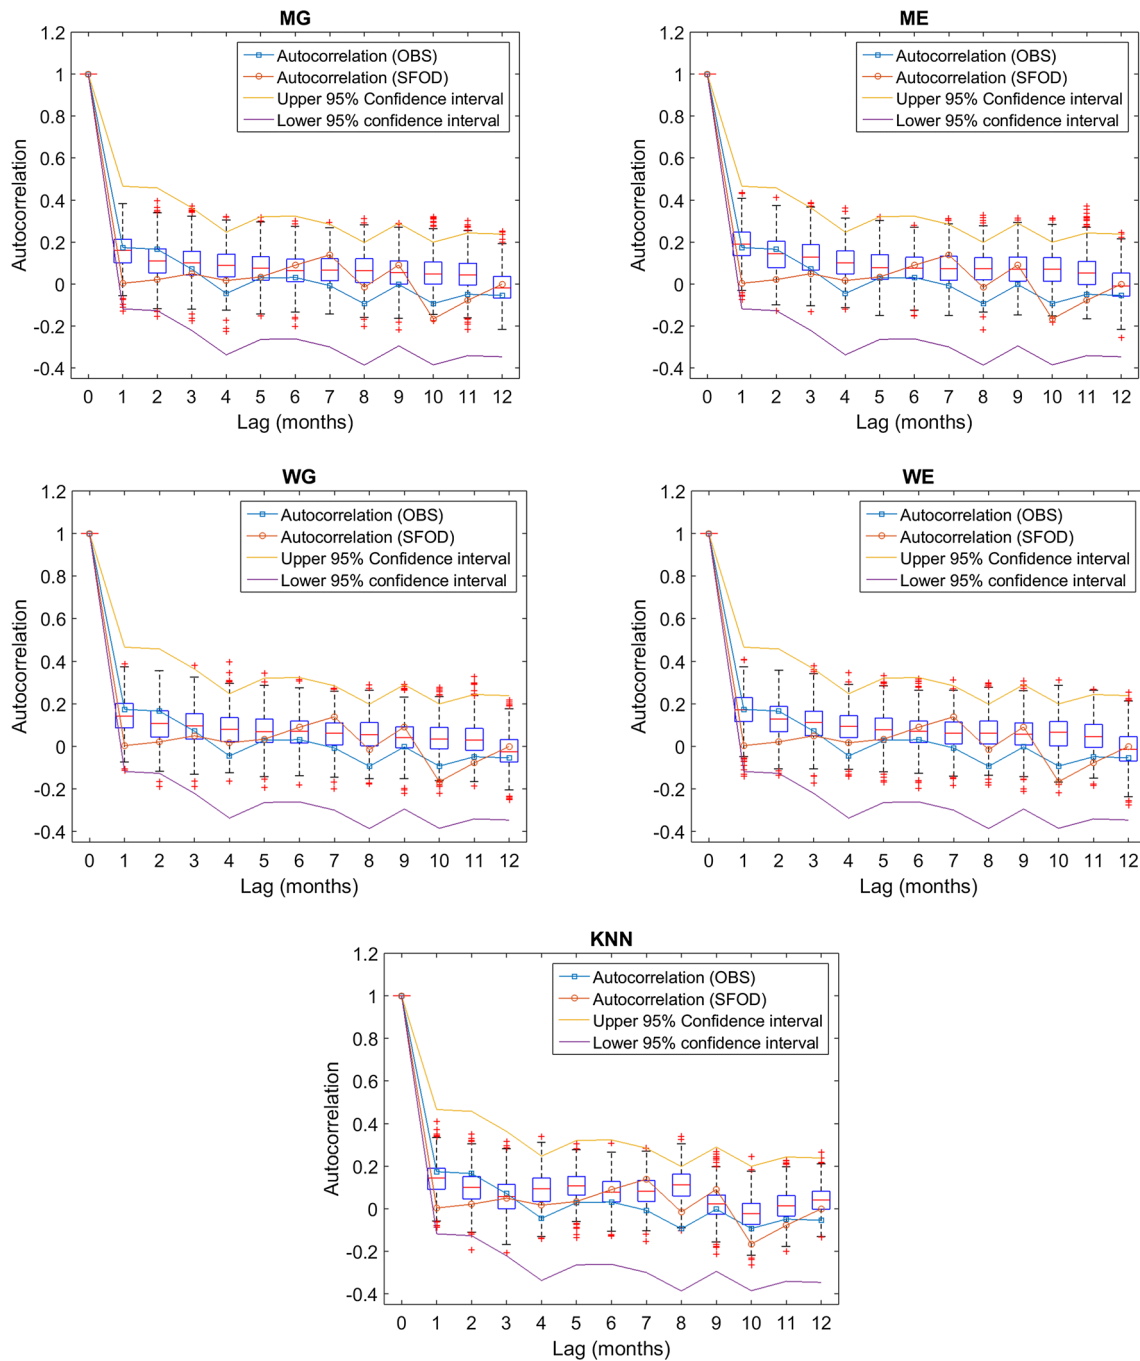 MG
1.2
1
0.8
0.6
0.4
0.2
0
-0.2
-0.4
Autocorrelation
Autocorrelation (OBS)
Autocorrelation (SFOD)
Upper 95% Confidence interval
Lower 95% confidence interval
0 1 2 3 4 5 6 7 8 9 10 11 12
Lag (months)
ME
1.2
1
0.8
0.6
0.4
0.2
0
-0.2
-0.4
Autocorrelation
Autocorrelation (OBS)
Autocorrelation (SFOD)
Upper 95% Confidence interval
Lower 95% confidence interval
0 1 2 3 4 5 6 7 8 9 10 11 12
Lag (months)
WG
1.2
1
0.8
0.6
0.4
0.2
0
-0.2
-0.4
Autocorrelation
Autocorrelation (OBS)
Autocorrelation (SFOD)
Upper 95% Confidence interval
Lower 95% confidence interval
0 1 2 3 4 5 6 7 8 9 10 11 12
Lag (months)
WE
1.2
1
0.8
0.6
0.4
0.2
0
-0.2
-0.4
Autocorrelation
Autocorrelation (OBS)
Autocorrelation (SFOD)
Upper 95% Confidence interval
Lower 95% confidence interval
0 1 2 3 4 5 6 7 8 9 10 11 12
Lag (months)
KNN
1.2
1
0.8
0.6
0.4
0.2
0
-0.2
-0.4
Autocorrelation
Autocorrelation (OBS)
Autocorrelation (SFOD)
Upper 95% Confidence interval
Lower 95% confidence interval
0 1 2 3 4 5 6 7 8 9 10 11 12
Lag (months)